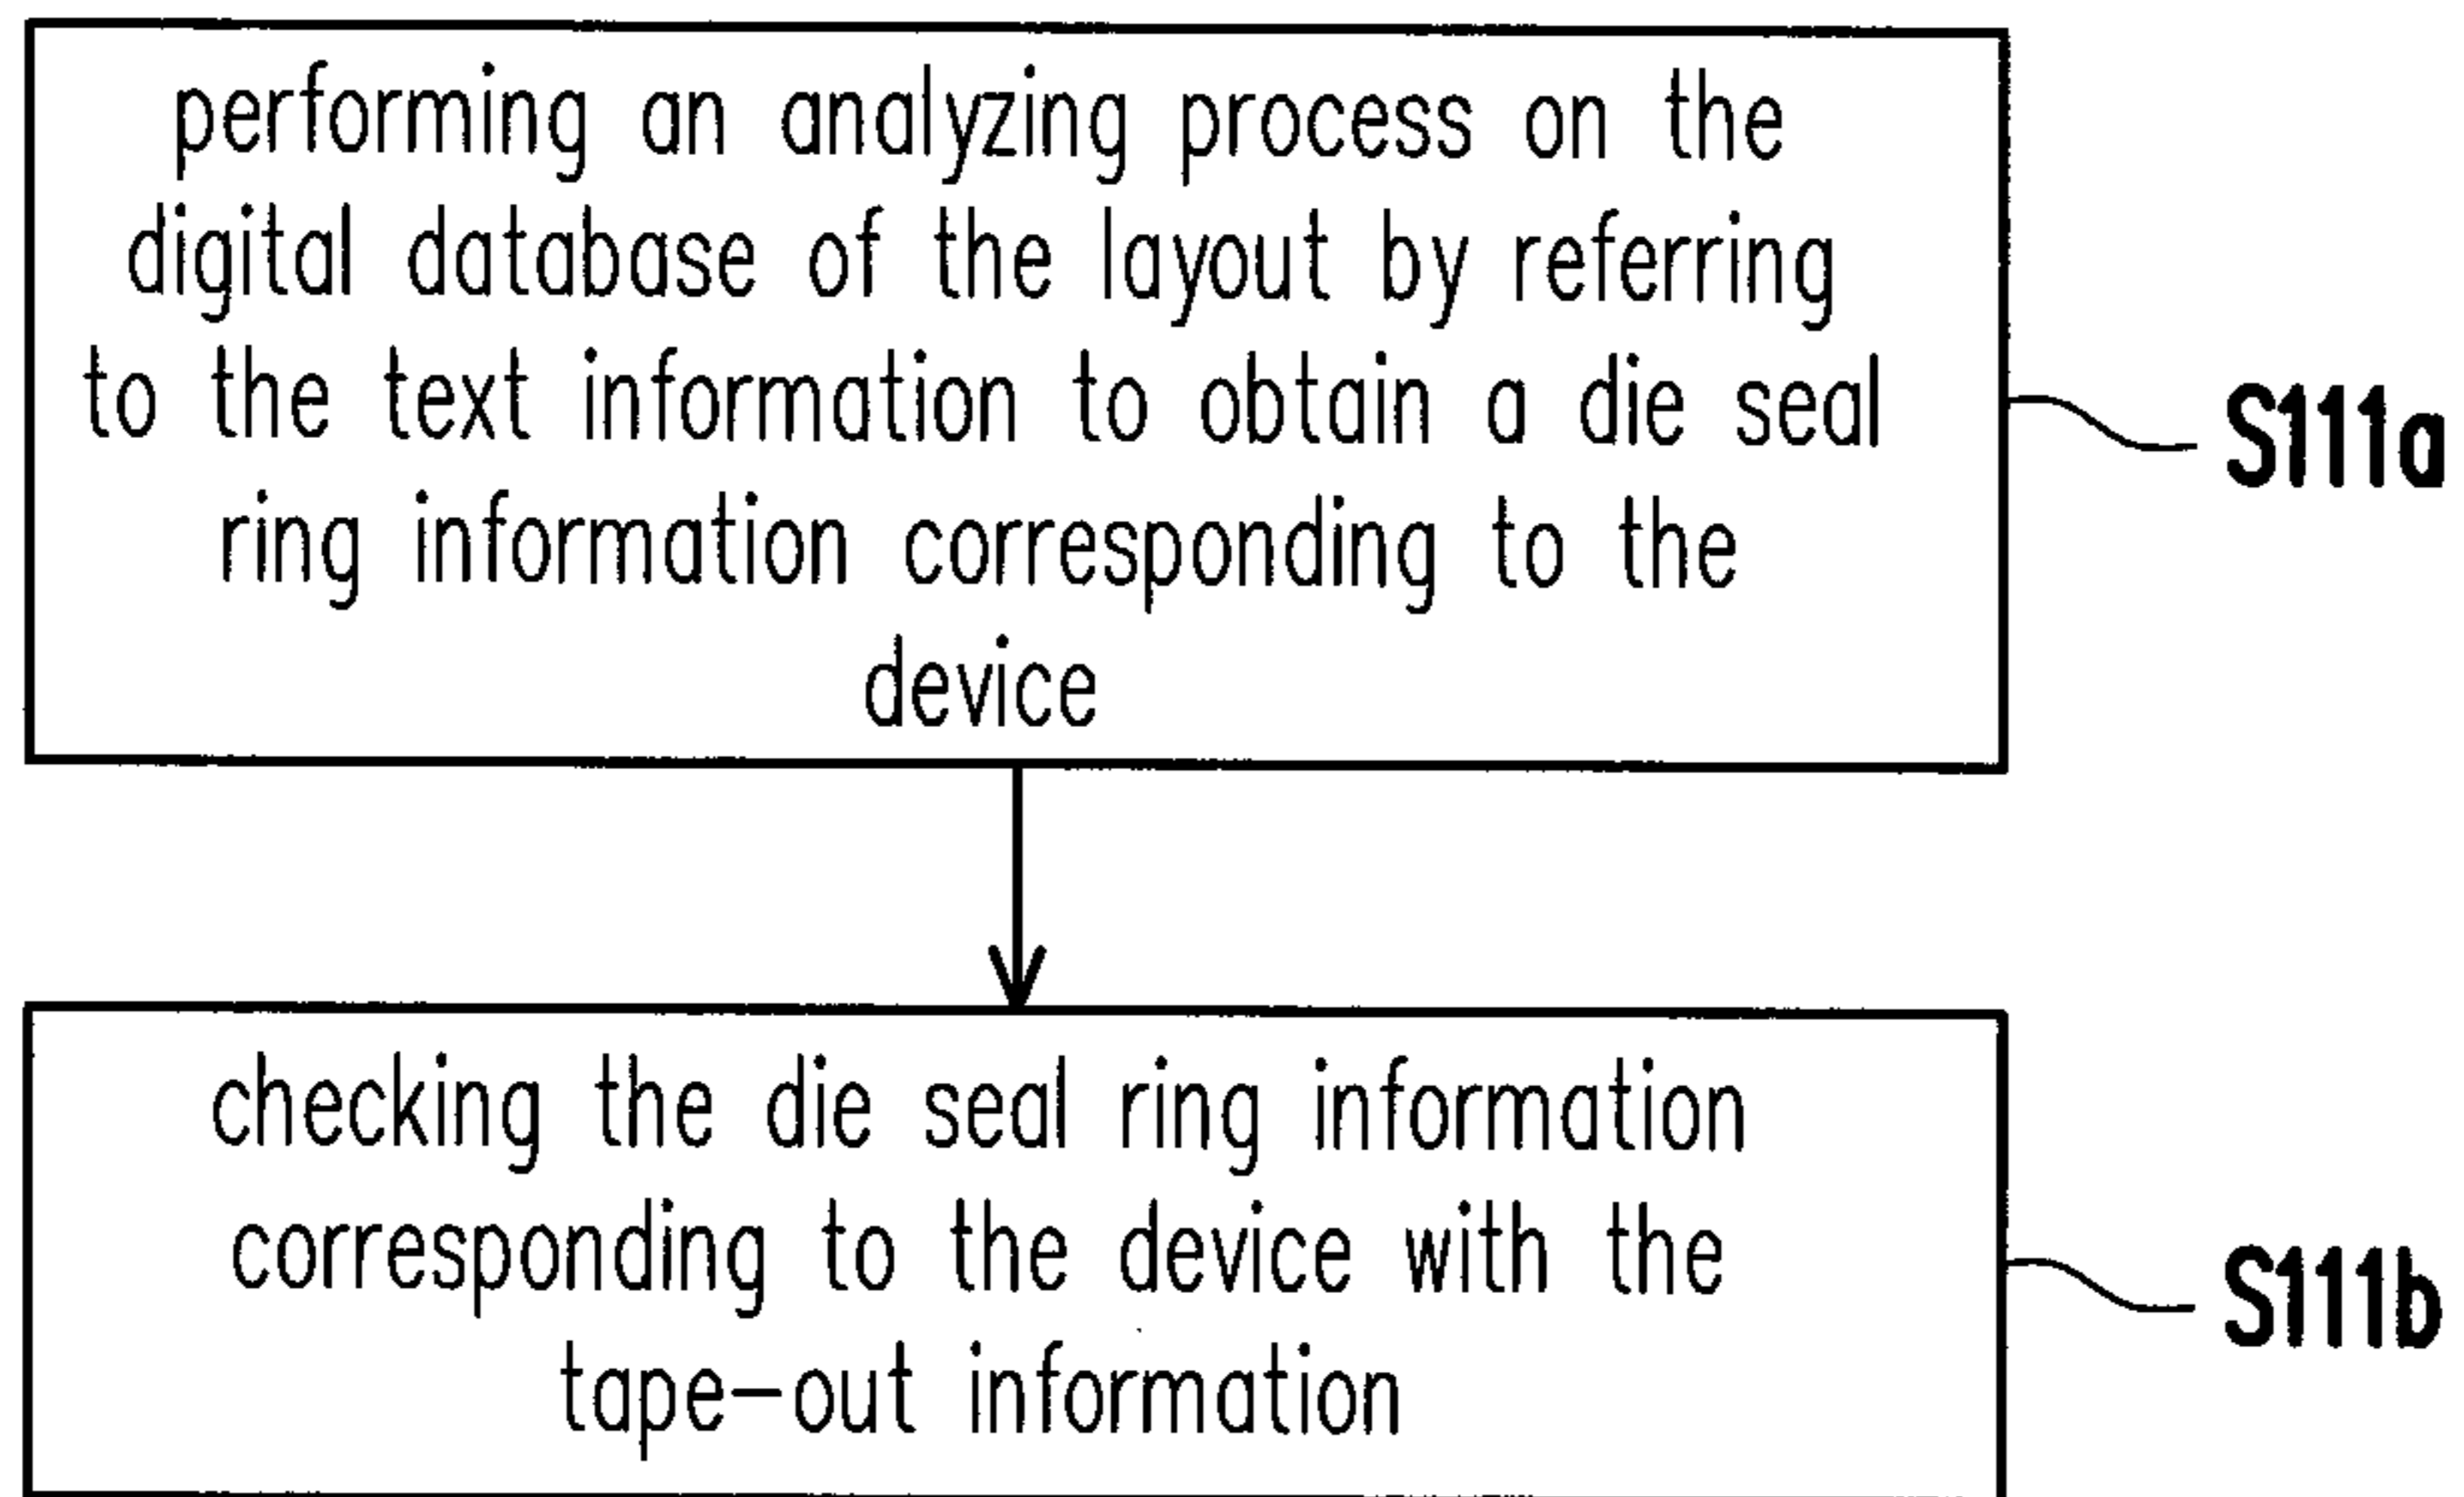 performing an analyzing process on the
digital database of the layout by referring
to the text information to obtain a die seal
ring information corresponding to the
device
S111a
checking the die seal ring information
corresponding to the device with the
tape-out information
S111b